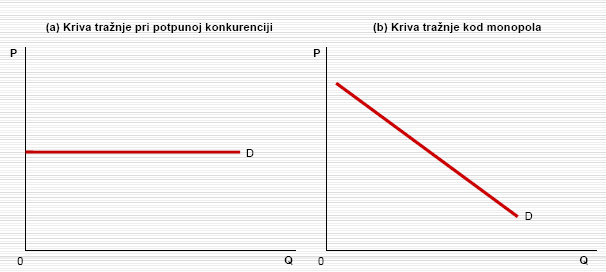 (a) Kriva tražnje pri potpunoj konkurenciji
P
D
0
Q
(b) Kriva tražnje kod monopola
P
D
0
Q